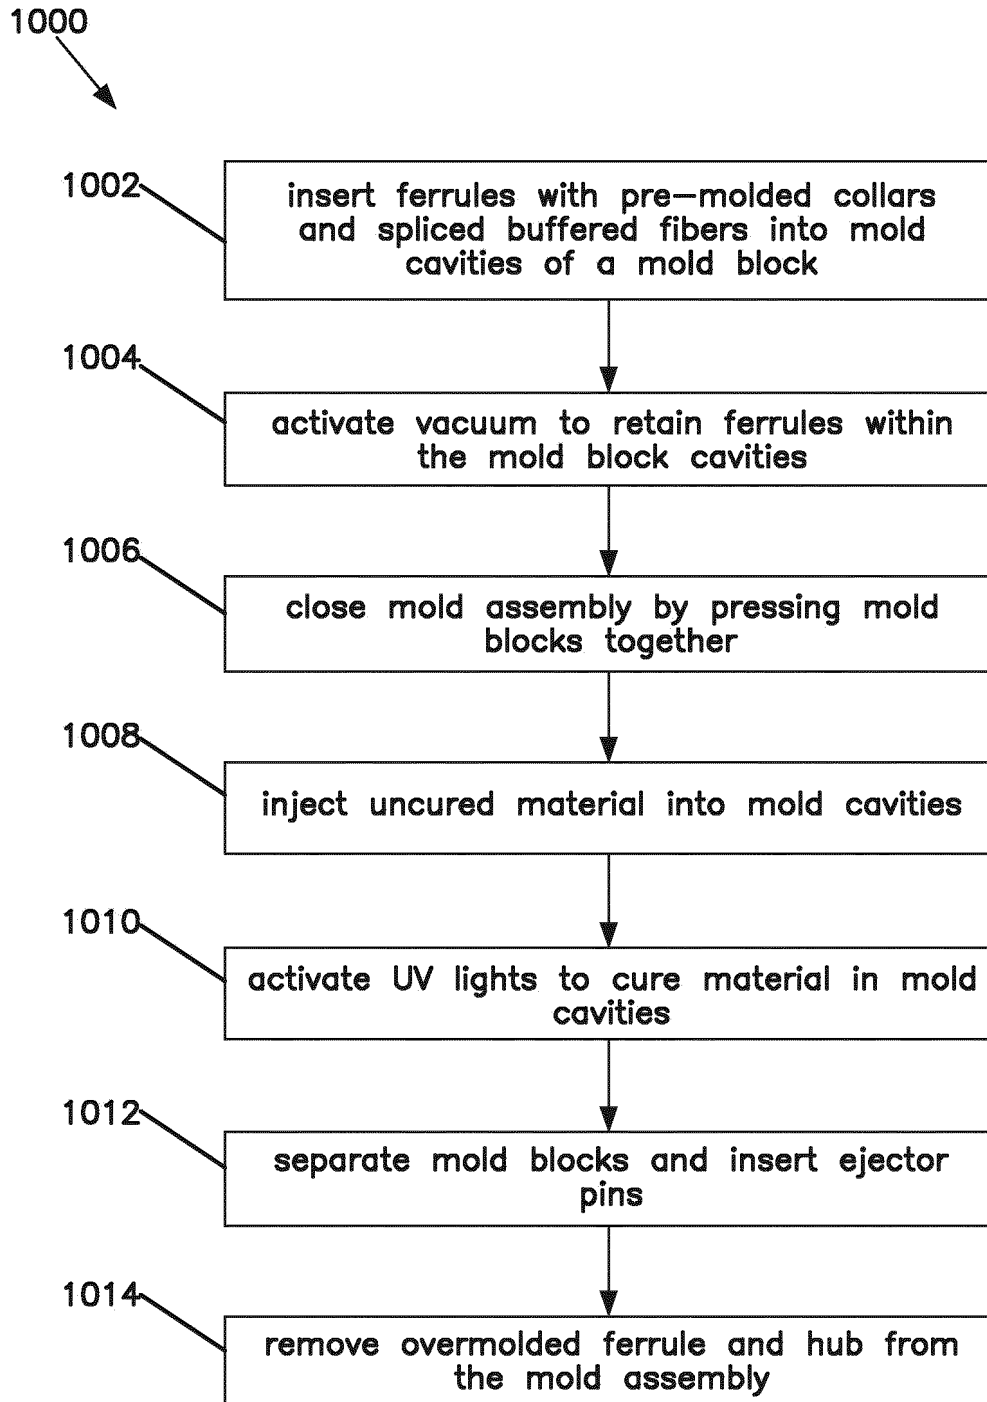 1000
1002
insert ferrules with pre-molded collars
and spliced buffered fibers into mold
cavities of a mold block
1004
activate vacuum to retain ferrules within
the mold block cavities
1006
close mold assembly by pressing mold
blocks together
1008
inject uncured material into mold cavities
1010
activate UV lights to cure material in mold
cavities
1012
separate mold blocks and insert ejector
pins
1014
remove overmolded ferrule and hub from
the mold assembly